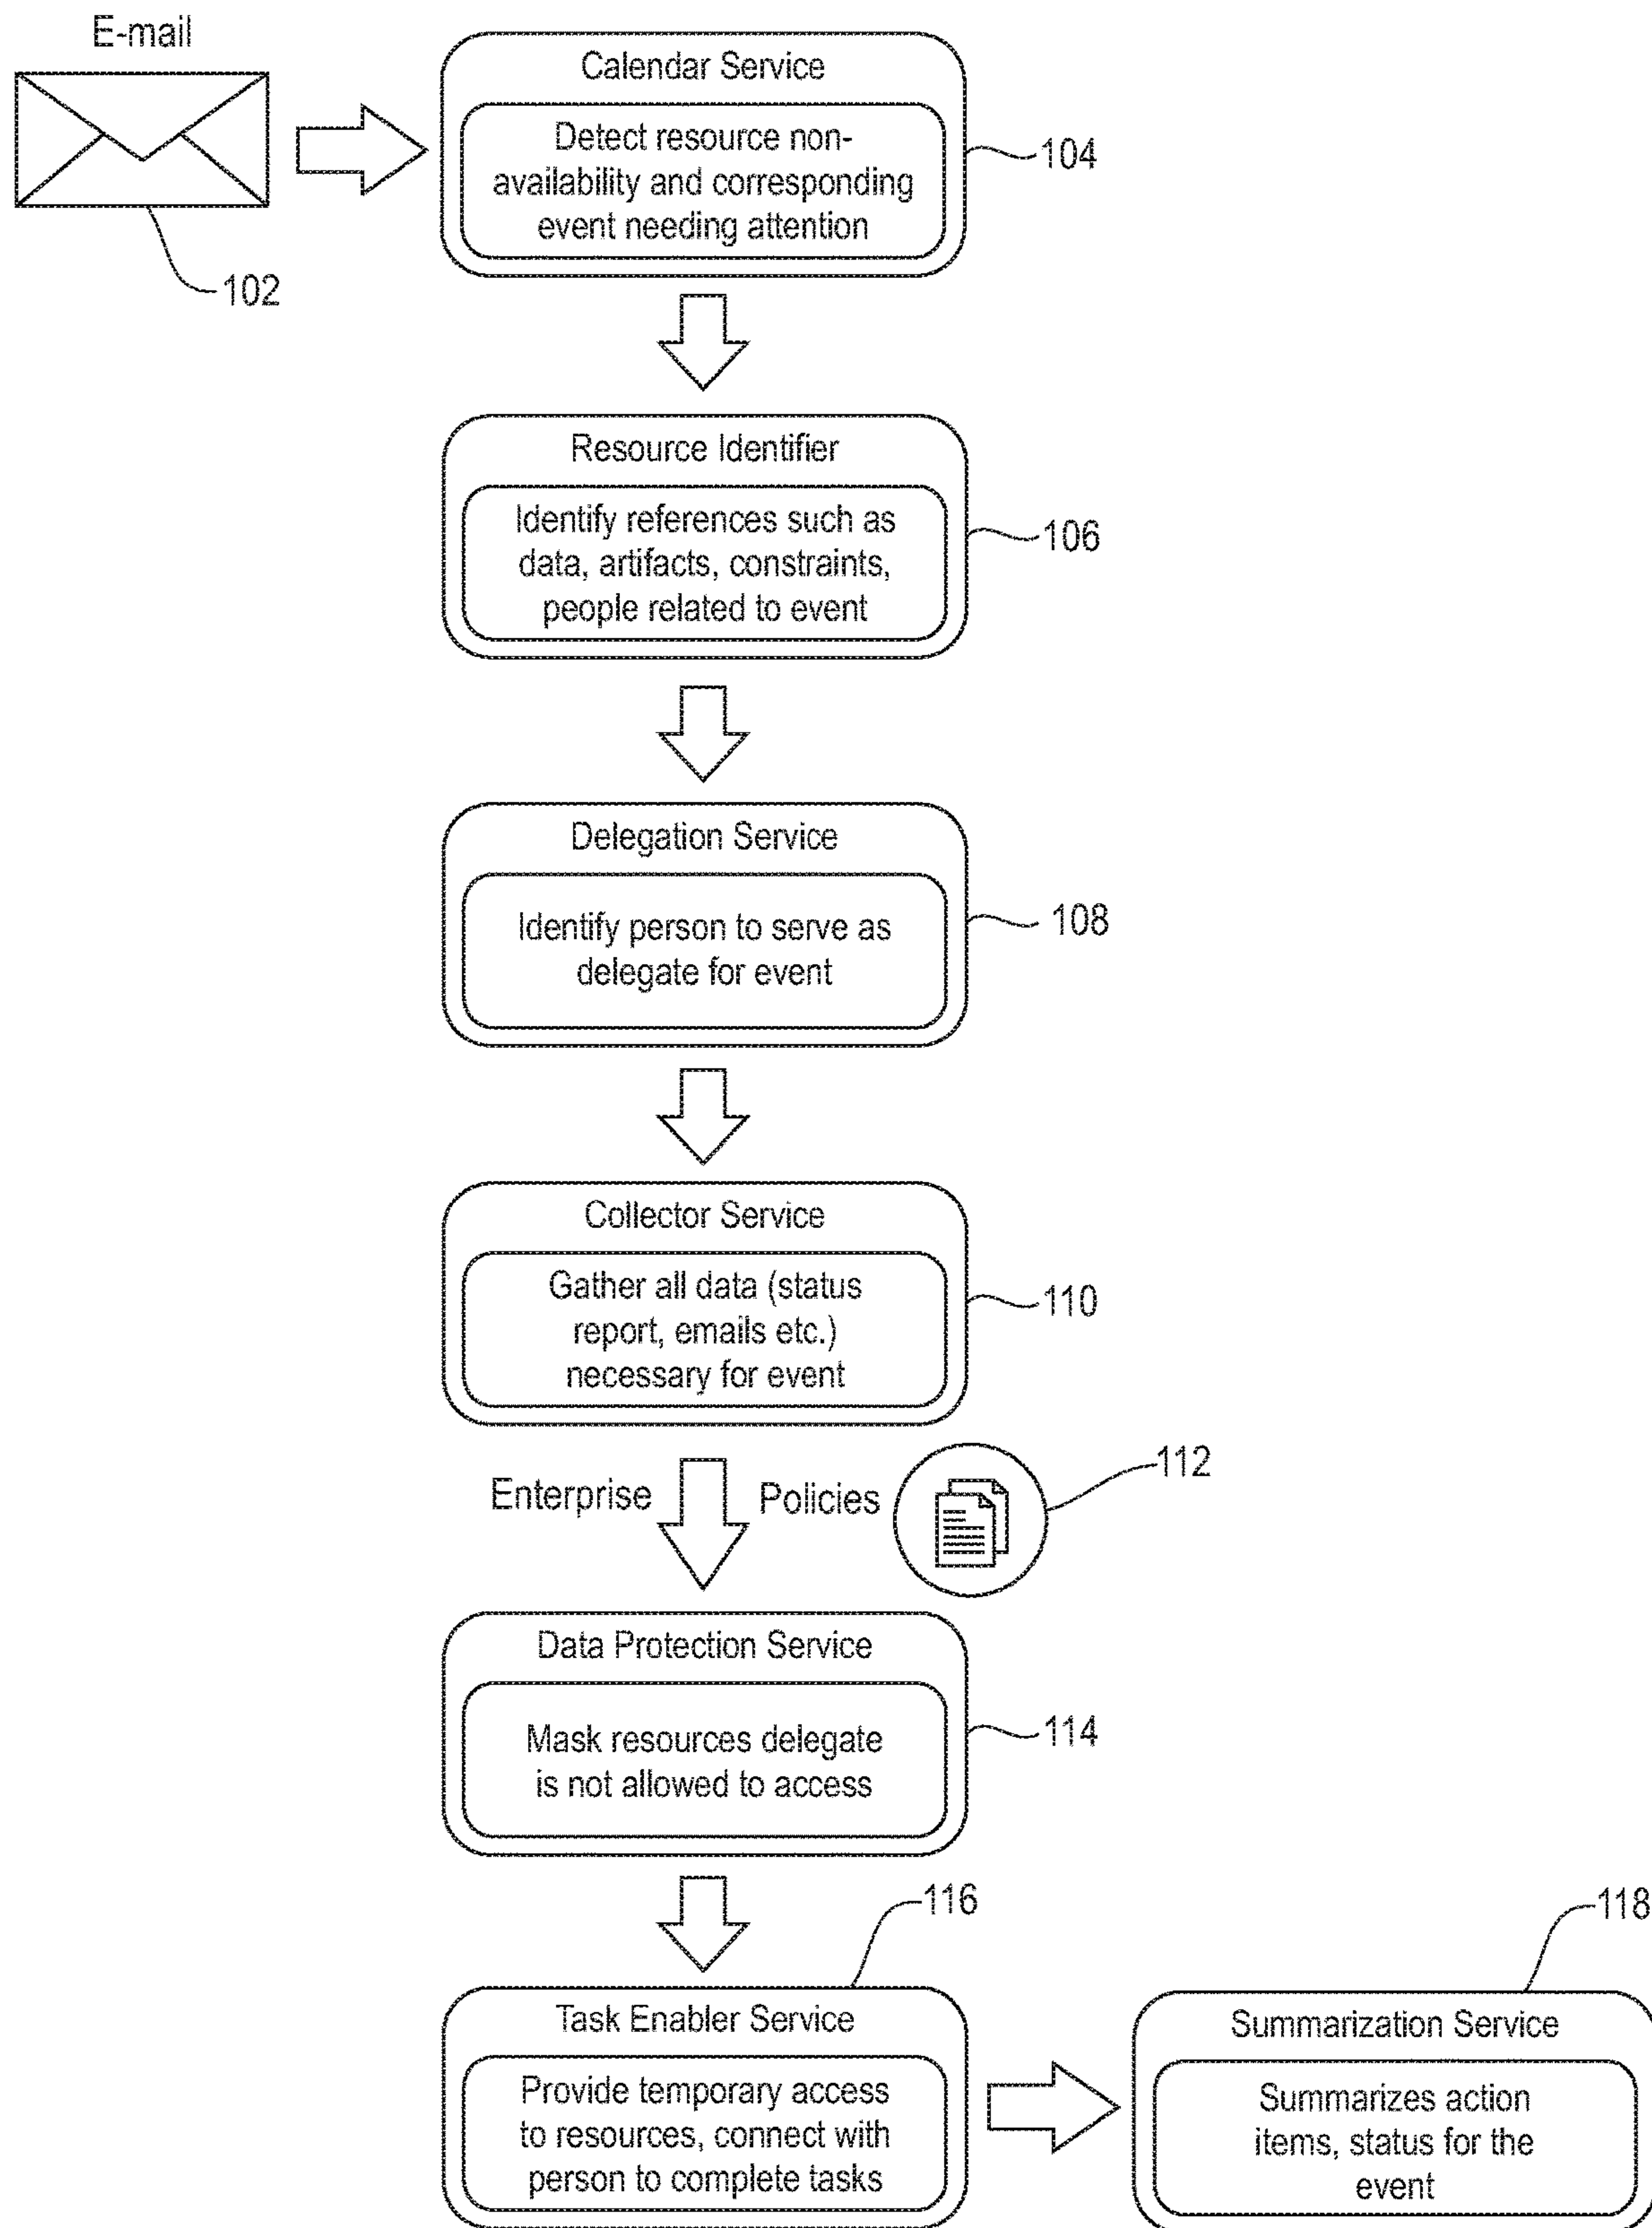 E-mail
102
Calendar Service
Detect resource non-
availability and corresponding
event needing attention
104
Resource Identifier
Identify references such as
data, artifacts, constraints,
people related to event
106
Delegation Service
Identify person to serve as
delegate for event
108
Collector Service
Gather all data (status
report, emails etc.)
necessary for event
110
Enterprise Policies
112
Data Protection Service
Mask resources delegate
is not allowed to access
114
116
Task Enabler Service
Provide temporary access
to resources, connect with
person to complete tasks
118
Summarization Service
Summarizes action
items, status for the
event